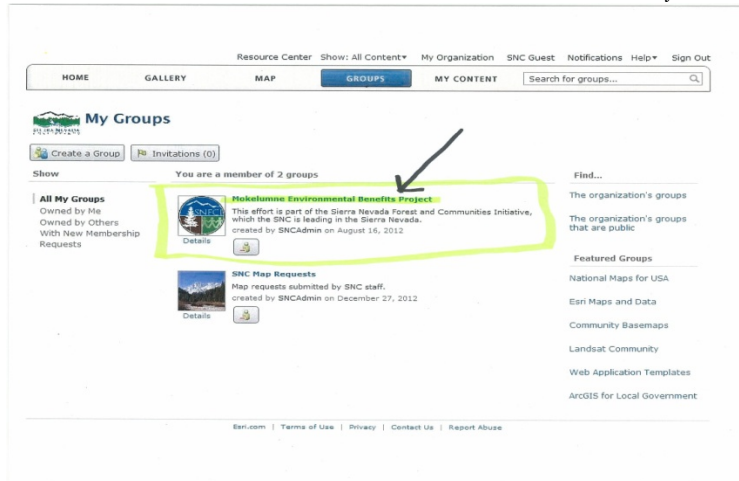 Resource Center Show: All Content▾ My Organization SNC Guest Notifications Help▾ Sign Out
HOME GALLERY MAP GROUPS MY CONTENT Search for groups...
My Groups
Create a Group Invitations (0)
Show
All My Groups
Owned by Me
Owned by Others
With New Membership
Requests
You are a member of 2 groups
Mokelumne Environmental Benefits Project
This effort is part of the Sierra Nevada Forest and Communities Initiative,
which the SNC is leading in the Sierra Nevada.
created by SNCAdmin on August 16, 2012
SNFCI
Details
SNC Map Requests
Map requests submitted by SNC staff.
created by SNCAdmin on December 27, 2012
Details
Find...
The organization's groups
The organization's groups
that are public
Featured Groups
National Maps for USA
Esri Maps and Data
Community Basemaps
Landsat Community
Web Application Templates
ArcGIS for Local Government
Esri.com | Terms of Use | Privacy | Contact Us | Report Abuse